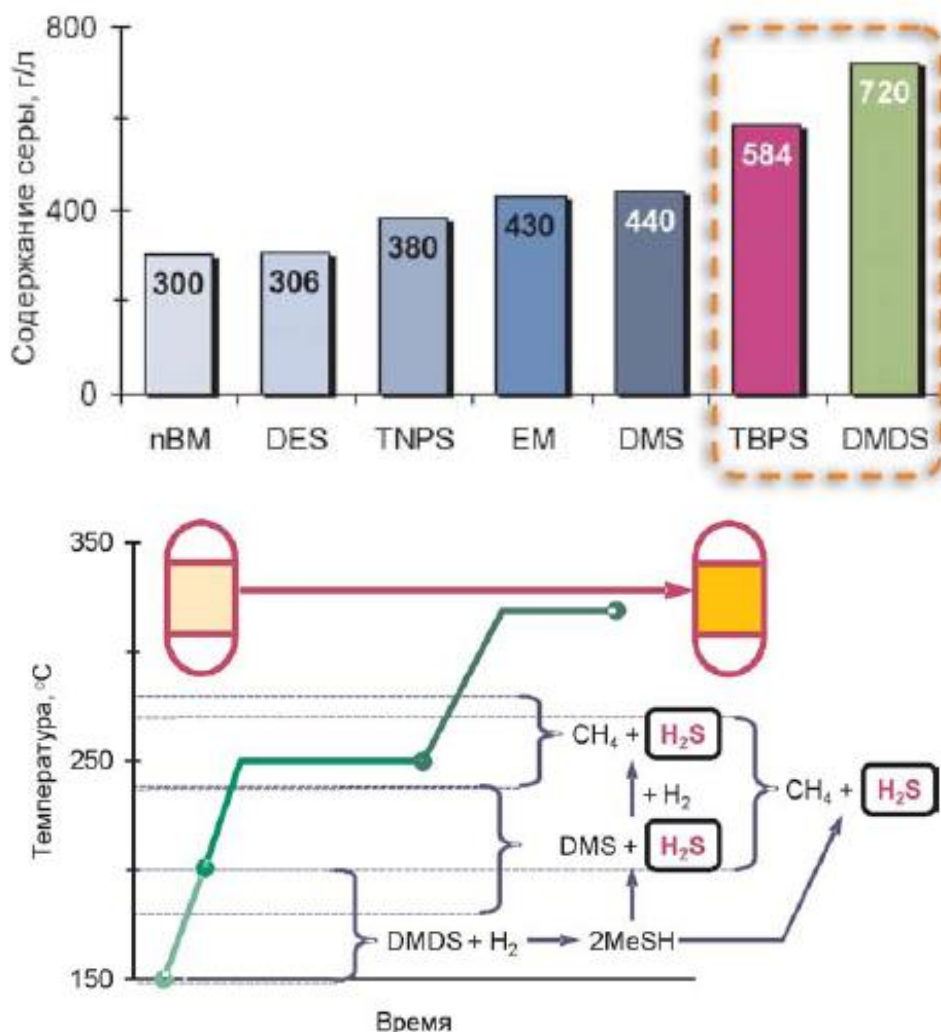 Содержание серы, г/л
800
400
0
300
306
380
430
440
584
720
nBM DES TNPS EM DMS TBPS DMDS
Температура, °C
350
250
150
CH₄ + H₂S
+ H₂
CH₄ + H₂S
DMS + H₂S
DMDS + H₂ 2MeSH
Время